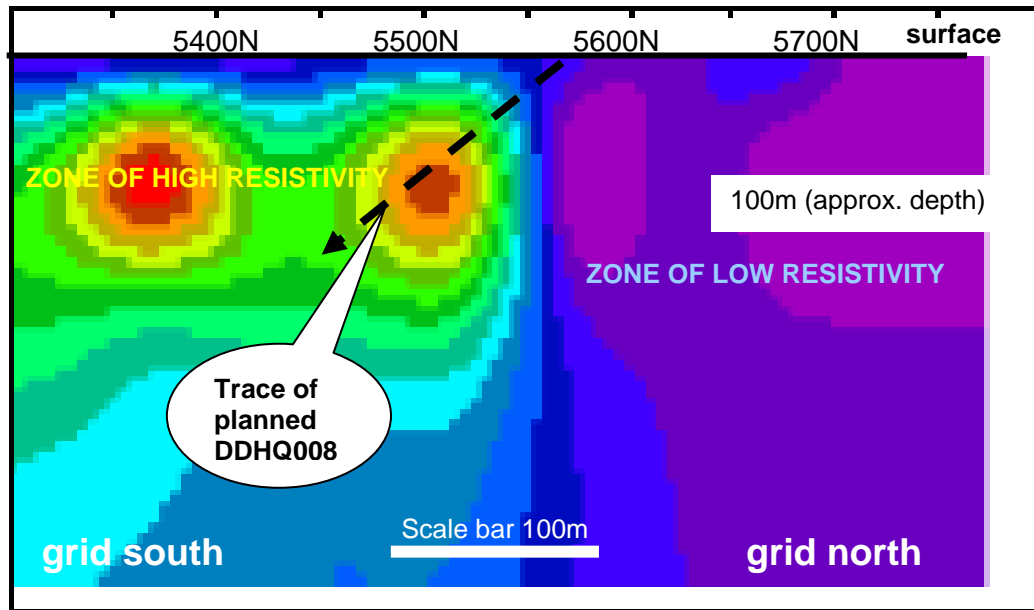 5400N 5500N 5600N 5700N surface
ZONE OF HIGH RESISTIVITY
100m (approx. depth)
ZONE OF LOW RESISTIVITY
Trace of
planned
DDHQ008
Scale bar 100m
grid south
grid north